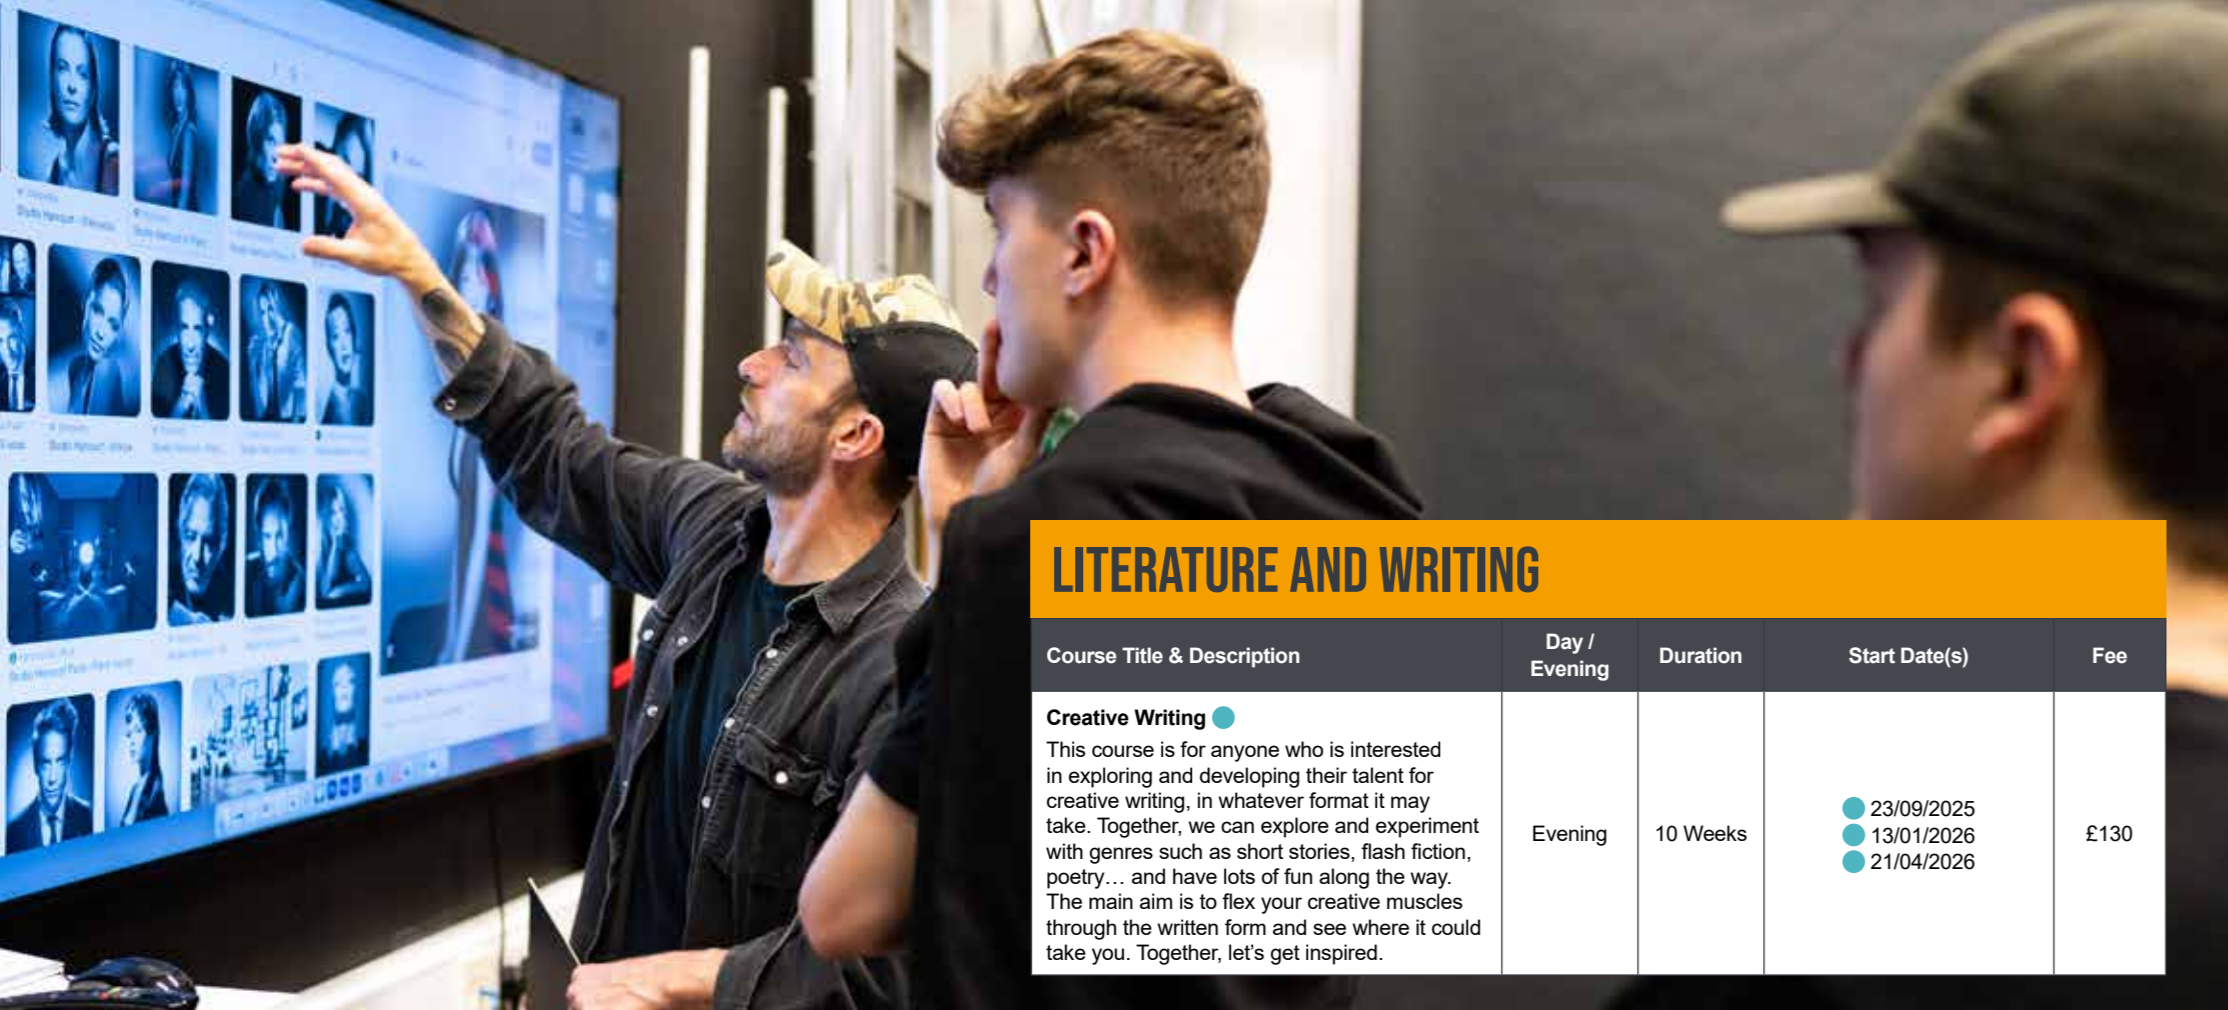 LITERATURE AND WRITING
Course Title & Description
Day /
Evening
Duration
Start Date(s)
Fee
Creative Writing
This course is for anyone who is interested
in exploring and developing their talent for
creative writing, in whatever format it may
take. Together, we can explore and experiment
with genres such as short stories, flash fiction,
poetry… and have lots of fun along the way.
The main aim is to flex your creative muscles
through the written form and see where it could
take you. Together, let’s get inspired.
Evening
10 Weeks
23/09/2025
13/01/2026
21/04/2026
£130